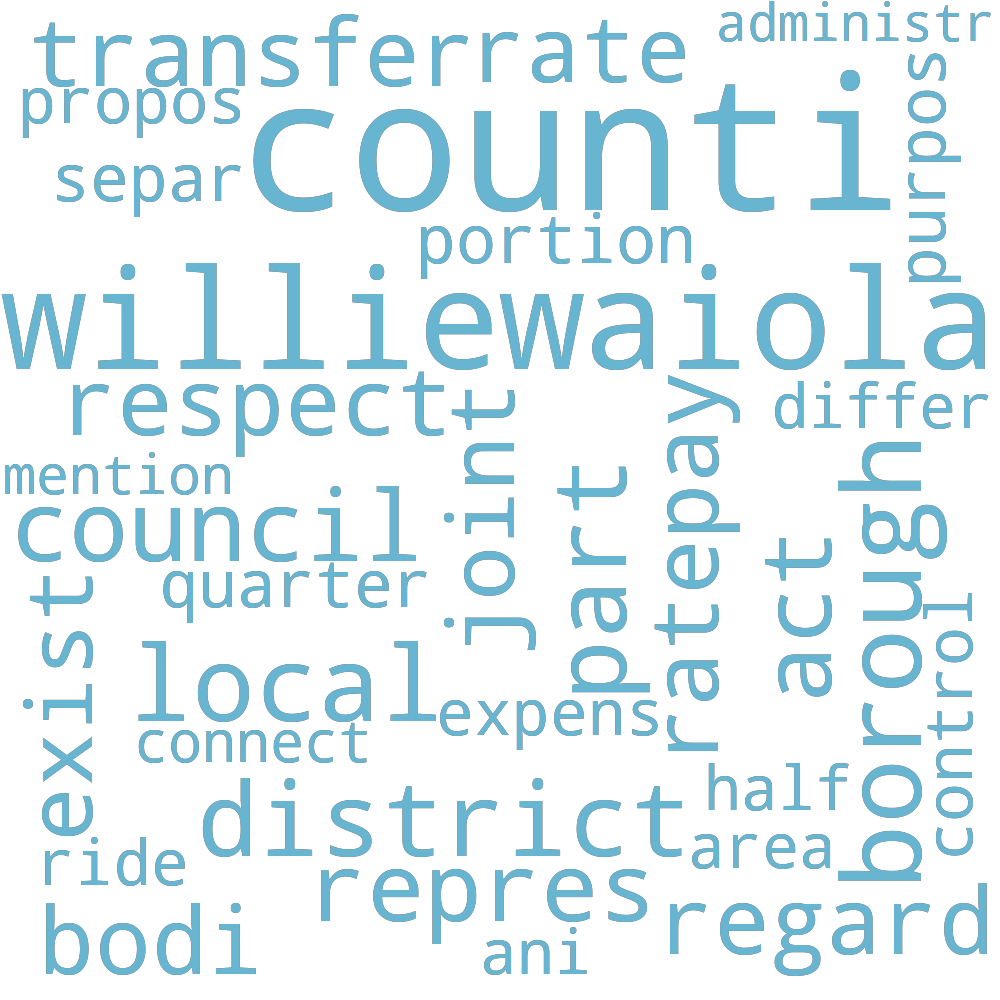 administr
transferrate
propos
counti
purpos
separ
portion
williewaiola
respect
differ
joint
ratepay
mention
part
borough
council
act
quarter
exist
control
local
expens
connect
district
half
area
ride
repres
regard
bodi
ani